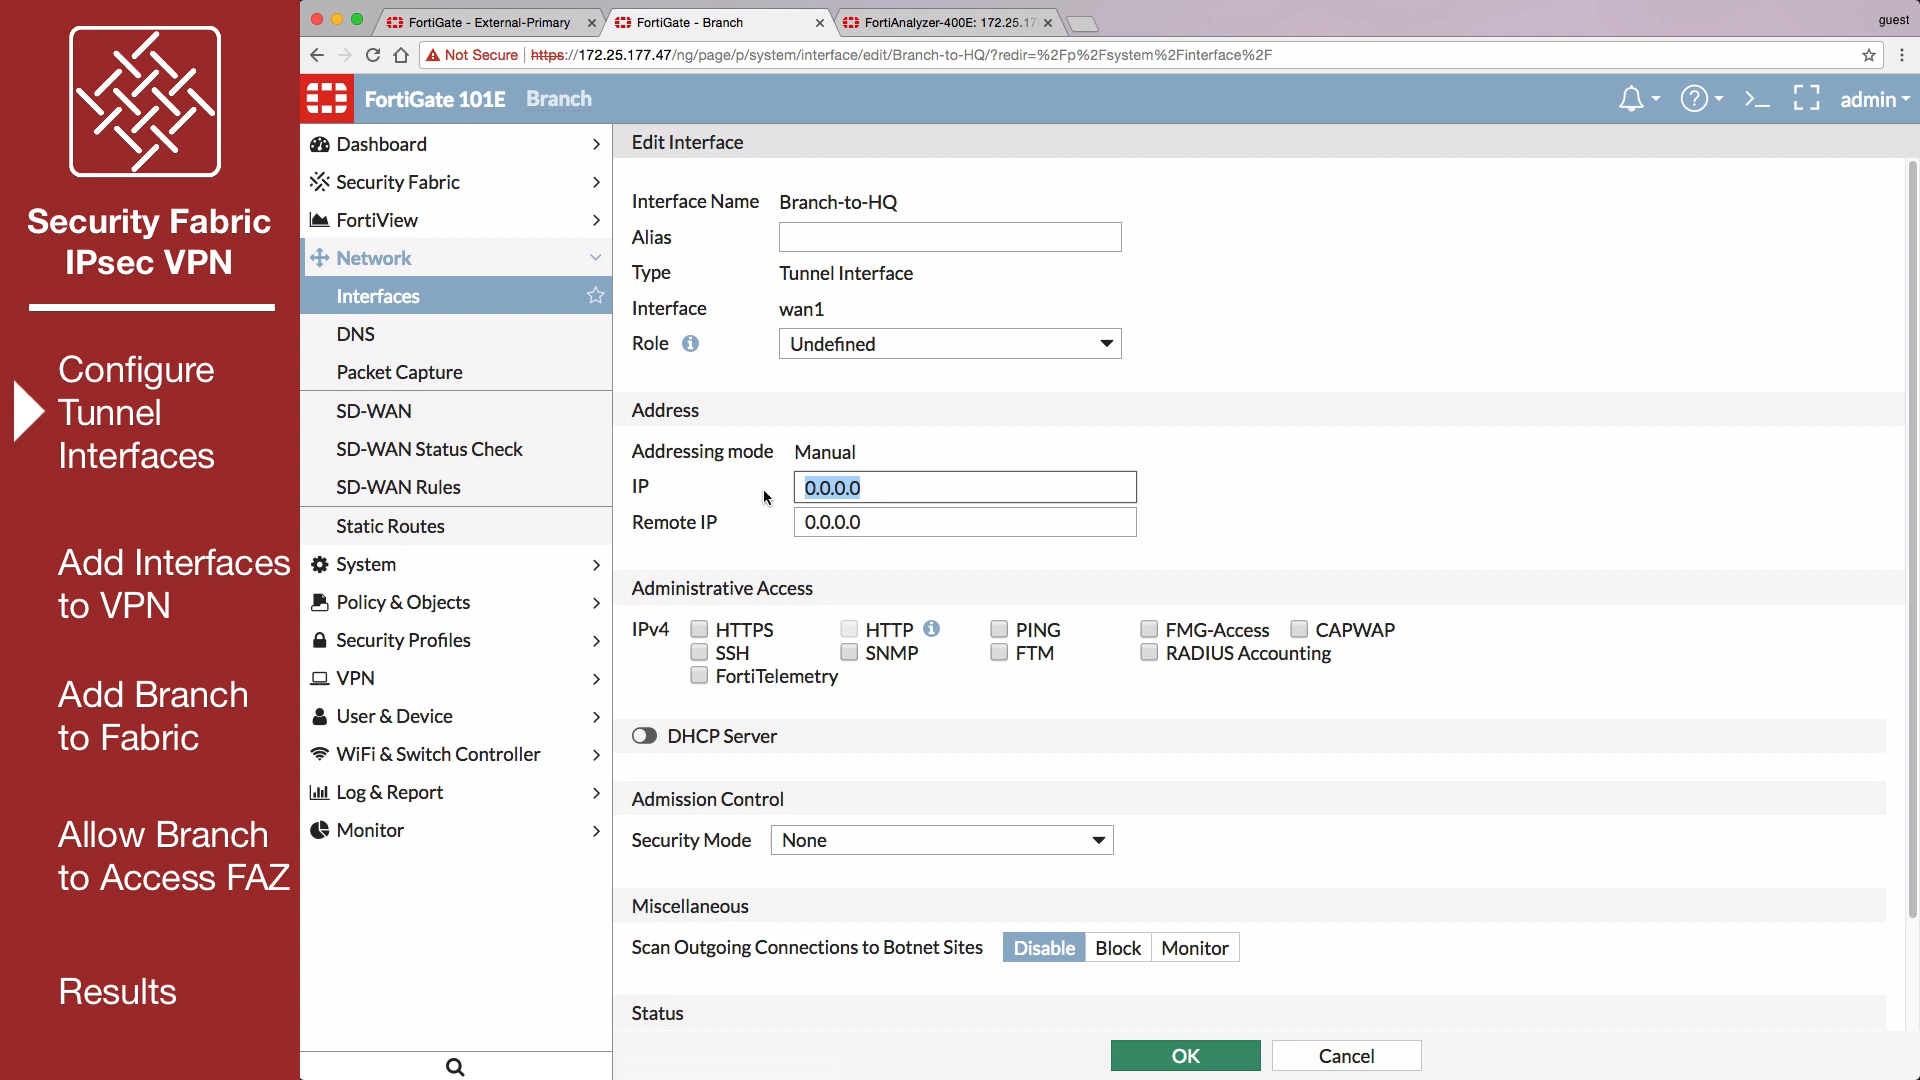 Security Fabric
IPsec VPN
Configure
Tunnel
Interfaces
Add Interfaces
to VPN
Add Branch
to Fabric
Allow Branch
to Access FAZ
Results
FortiGate - External-Primary
FortiGate - Branch
FortiAnalyzer-400E: 172.25.17
guest
Not Secure https://172.25.177.47/ng/page/p/system/interface/edit/Branch-to-HQ/?redir=%2Fp%2Fsystem%2Finterface%2F
FortiGate 101E Branch
admin
Dashboard
Security Fabric
FortiView
Network
Interfaces
DNS
Packet Capture
SD-WAN
SD-WAN Status Check
SD-WAN Rules
Static Routes
System
Policy & Objects
Security Profiles
VPN
User & Device
WiFi & Switch Controller
Log & Report
Monitor
Edit Interface
Interface Name Branch-to-HQ
Alias
Type Tunnel Interface
Interface wan1
Role Undefined
Address
Addressing mode Manual
IP 0.0.0.0
Remote IP 0.0.0.0
Administrative Access
IPv4 HTTPS HTTP PING FMG-Access CAPWAP
SSH SNMP FTM RADIUS Accounting
FortiTelemetry
DHCP Server
Admission Control
Security Mode None
Miscellaneous
Scan Outgoing Connections to Botnet Sites Disable Block Monitor
Status
OK Cancel